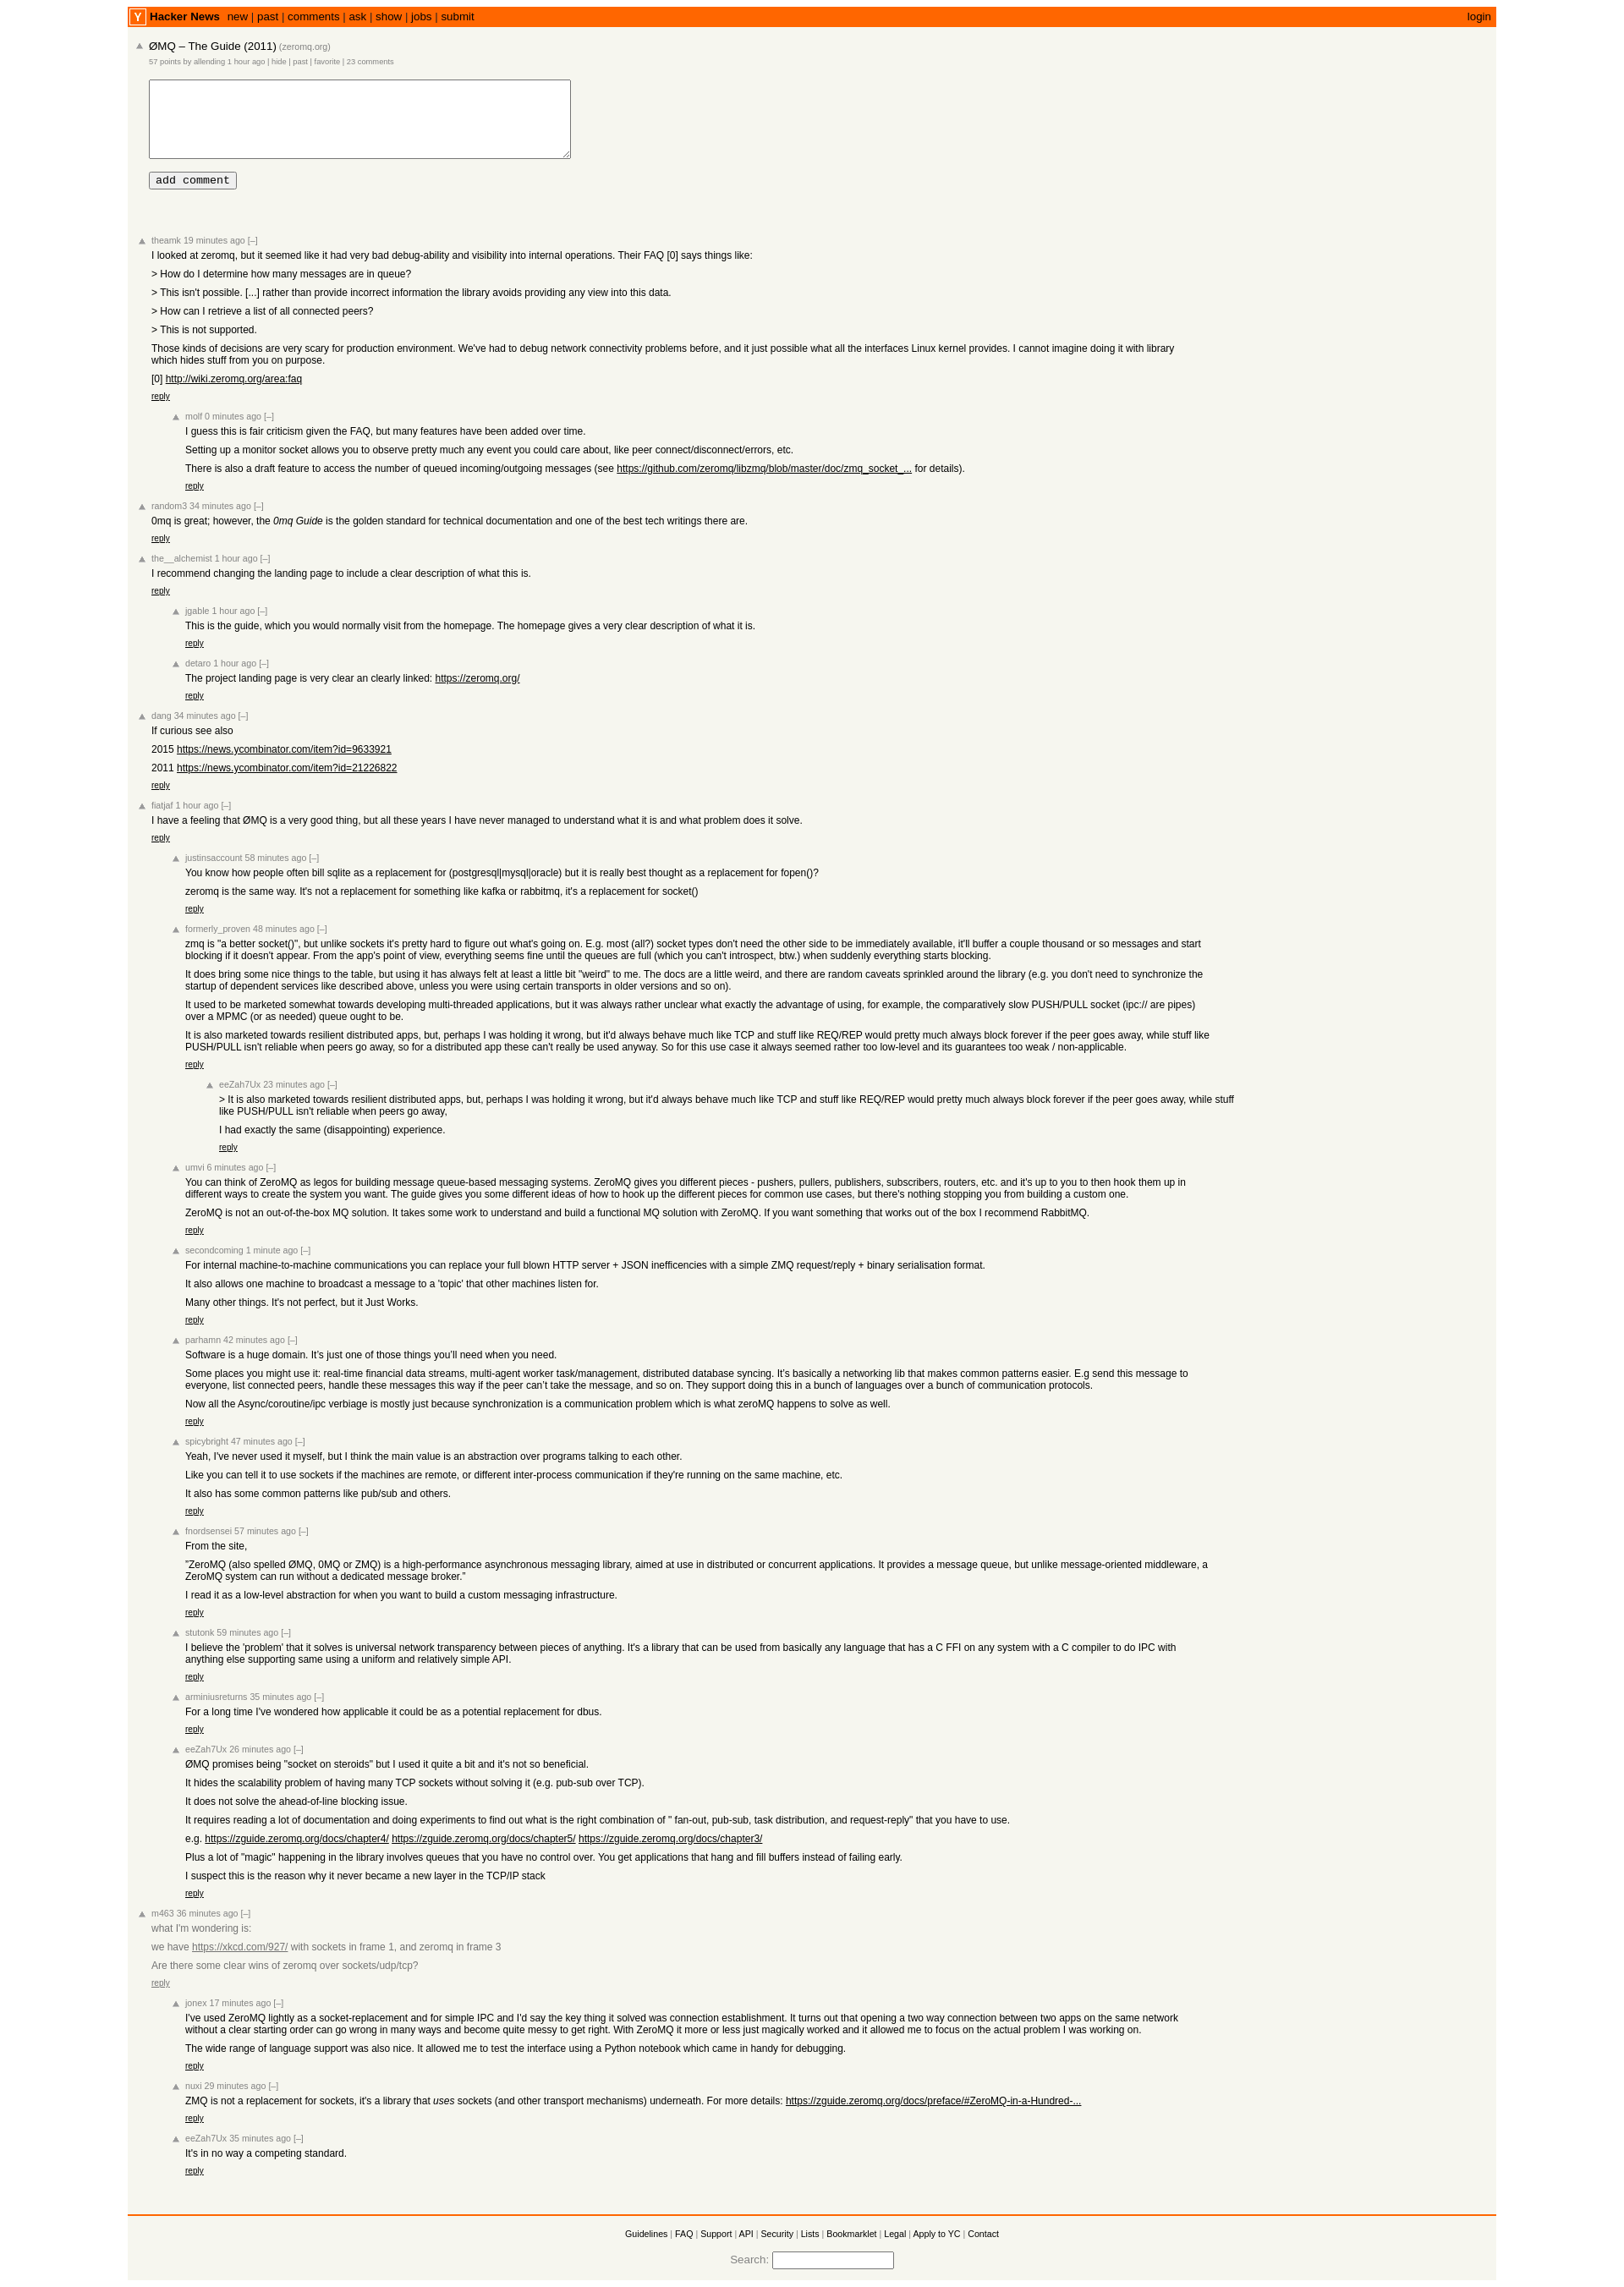 Y Hacker News new | past | comments | ask | show | jobs | submit login
ØMQ – The Guide (2011) (zeromq.org)
57 points by allending 1 hour ago | hide | past | favorite | 23 comments
add comment
theamk 19 minutes ago [–]
I looked at zeromq, but it seemed like it had very bad debug-ability and visibility into internal operations. Their FAQ [0] says things like:
> How do I determine how many messages are in queue?
> This isn't possible. [...] rather than provide incorrect information the library avoids providing any view into this data.
> How can I retrieve a list of all connected peers?
> This is not supported.
Those kinds of decisions are very scary for production environment. We've had to debug network connectivity problems before, and it just possible what all the interfaces Linux kernel provides. I cannot imagine doing it with library
which hides stuff from you on purpose.
[0] http://wiki.zeromq.org/area:faq
reply
molf 0 minutes ago [–]
I guess this is fair criticism given the FAQ, but many features have been added over time.
Setting up a monitor socket allows you to observe pretty much any event you could care about, like peer connect/disconnect/errors, etc.
There is also a draft feature to access the number of queued incoming/outgoing messages (see https://github.com/zeromq/libzmq/blob/master/doc/zmq_socket_... for details).
reply
random3 34 minutes ago [–]
0mq is great; however, the 0mq Guide is the golden standard for technical documentation and one of the best tech writings there are.
reply
the__alchemist 1 hour ago [–]
I recommend changing the landing page to include a clear description of what this is.
reply
jgable 1 hour ago [–]
This is the guide, which you would normally visit from the homepage. The homepage gives a very clear description of what it is.
reply
detaro 1 hour ago [–]
The project landing page is very clear an clearly linked: https://zeromq.org/
reply
dang 34 minutes ago [–]
If curious see also
2015 https://news.ycombinator.com/item?id=9633921
2011 https://news.ycombinator.com/item?id=21226822
reply
fiatjaf 1 hour ago [–]
I have a feeling that ØMQ is a very good thing, but all these years I have never managed to understand what it is and what problem does it solve.
reply
justinsaccount 58 minutes ago [–]
You know how people often bill sqlite as a replacement for (postgresql|mysql|oracle) but it is really best thought as a replacement for fopen()?
zeromq is the same way. It's not a replacement for something like kafka or rabbitmq, it's a replacement for socket()
reply
formerly_proven 48 minutes ago [–]
zmq is "a better socket()", but unlike sockets it's pretty hard to figure out what's going on. E.g. most (all?) socket types don't need the other side to be immediately available, it'll buffer a couple thousand or so messages and start
blocking if it doesn't appear. From the app's point of view, everything seems fine until the queues are full (which you can't introspect, btw.) when suddenly everything starts blocking.
It does bring some nice things to the table, but using it has always felt at least a little bit "weird" to me. The docs are a little weird, and there are random caveats sprinkled around the library (e.g. you don't need to synchronize the
startup of dependent services like described above, unless you were using certain transports in older versions and so on).
It used to be marketed somewhat towards developing multi-threaded applications, but it was always rather unclear what exactly the advantage of using, for example, the comparatively slow PUSH/PULL socket (ipc:// are pipes)
over a MPMC (or as needed) queue ought to be.
It is also marketed towards resilient distributed apps, but, perhaps I was holding it wrong, but it'd always behave much like TCP and stuff like REQ/REP would pretty much always block forever if the peer goes away, while stuff like
PUSH/PULL isn't reliable when peers go away, so for a distributed app these can't really be used anyway. So for this use case it always seemed rather too low-level and its guarantees too weak / non-applicable.
reply
eeZah7Ux 23 minutes ago [–]
> It is also marketed towards resilient distributed apps, but, perhaps I was holding it wrong, but it'd always behave much like TCP and stuff like REQ/REP would pretty much always block forever if the peer goes away, while stuff
like PUSH/PULL isn't reliable when peers go away,
I had exactly the same (disappointing) experience.
reply
umvi 6 minutes ago [–]
You can think of ZeroMQ as legos for building message queue-based messaging systems. ZeroMQ gives you different pieces - pushers, pullers, publishers, subscribers, routers, etc. and it's up to you to then hook them up in
different ways to create the system you want. The guide gives you some different ideas of how to hook up the different pieces for common use cases, but there's nothing stopping you from building a custom one.
ZeroMQ is not an out-of-the-box MQ solution. It takes some work to understand and build a functional MQ solution with ZeroMQ. If you want something that works out of the box I recommend RabbitMQ.
reply
secondcoming 1 minute ago [–]
For internal machine-to-machine communications you can replace your full blown HTTP server + JSON inefficencies with a simple ZMQ request/reply + binary serialisation format.
It also allows one machine to broadcast a message to a 'topic' that other machines listen for.
Many other things. It's not perfect, but it Just Works.
reply
parhamn 42 minutes ago [–]
Software is a huge domain. It’s just one of those things you’ll need when you need.
Some places you might use it: real-time financial data streams, multi-agent worker task/management, distributed database syncing. It’s basically a networking lib that makes common patterns easier. E.g send this message to
everyone, list connected peers, handle these messages this way if the peer can’t take the message, and so on. They support doing this in a bunch of languages over a bunch of communication protocols.
Now all the Async/coroutine/ipc verbiage is mostly just because synchronization is a communication problem which is what zeroMQ happens to solve as well.
reply
spicybright 47 minutes ago [–]
Yeah, I've never used it myself, but I think the main value is an abstraction over programs talking to each other.
Like you can tell it to use sockets if the machines are remote, or different inter-process communication if they're running on the same machine, etc.
It also has some common patterns like pub/sub and others.
reply
fnordsensei 57 minutes ago [–]
From the site,
”ZeroMQ (also spelled ØMQ, 0MQ or ZMQ) is a high-performance asynchronous messaging library, aimed at use in distributed or concurrent applications. It provides a message queue, but unlike message-oriented middleware, a
ZeroMQ system can run without a dedicated message broker.”
I read it as a low-level abstraction for when you want to build a custom messaging infrastructure.
reply
stutonk 59 minutes ago [–]
I believe the 'problem' that it solves is universal network transparency between pieces of anything. It's a library that can be used from basically any language that has a C FFI on any system with a C compiler to do IPC with
anything else supporting same using a uniform and relatively simple API.
reply
arminiusreturns 35 minutes ago [–]
For a long time I've wondered how applicable it could be as a potential replacement for dbus.
reply
eeZah7Ux 26 minutes ago [–]
ØMQ promises being "socket on steroids" but I used it quite a bit and it's not so beneficial.
It hides the scalability problem of having many TCP sockets without solving it (e.g. pub-sub over TCP).
It does not solve the ahead-of-line blocking issue.
It requires reading a lot of documentation and doing experiments to find out what is the right combination of " fan-out, pub-sub, task distribution, and request-reply" that you have to use.
e.g. https://zguide.zeromq.org/docs/chapter4/ https://zguide.zeromq.org/docs/chapter5/ https://zguide.zeromq.org/docs/chapter3/
Plus a lot of "magic" happening in the library involves queues that you have no control over. You get applications that hang and fill buffers instead of failing early.
I suspect this is the reason why it never became a new layer in the TCP/IP stack
reply
m463 36 minutes ago [–]
what I'm wondering is:
we have https://xkcd.com/927/ with sockets in frame 1, and zeromq in frame 3
Are there some clear wins of zeromq over sockets/udp/tcp?
reply
jonex 17 minutes ago [–]
I've used ZeroMQ lightly as a socket-replacement and for simple IPC and I'd say the key thing it solved was connection establishment. It turns out that opening a two way connection between two apps on the same network
without a clear starting order can go wrong in many ways and become quite messy to get right. With ZeroMQ it more or less just magically worked and it allowed me to focus on the actual problem I was working on.
The wide range of language support was also nice. It allowed me to test the interface using a Python notebook which came in handy for debugging.
reply
nuxi 29 minutes ago [–]
ZMQ is not a replacement for sockets, it's a library that uses sockets (and other transport mechanisms) underneath. For more details: https://zguide.zeromq.org/docs/preface/#ZeroMQ-in-a-Hundred-...
reply
eeZah7Ux 35 minutes ago [–]
It's in no way a competing standard.
reply
Guidelines | FAQ | Support | API | Security | Lists | Bookmarklet | Legal | Apply to YC | Contact
Search: